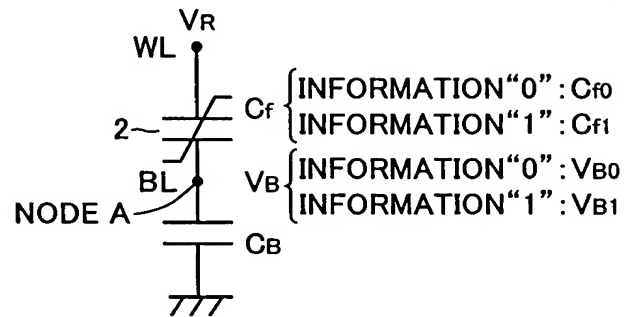 VR
WL
Cf
INFORMATION“0”: Cf0
INFORMATION“1”: Cf1
2
BL
VB
INFORMATION“0”: VB0
INFORMATION“1”: VB1
NODE A
CB